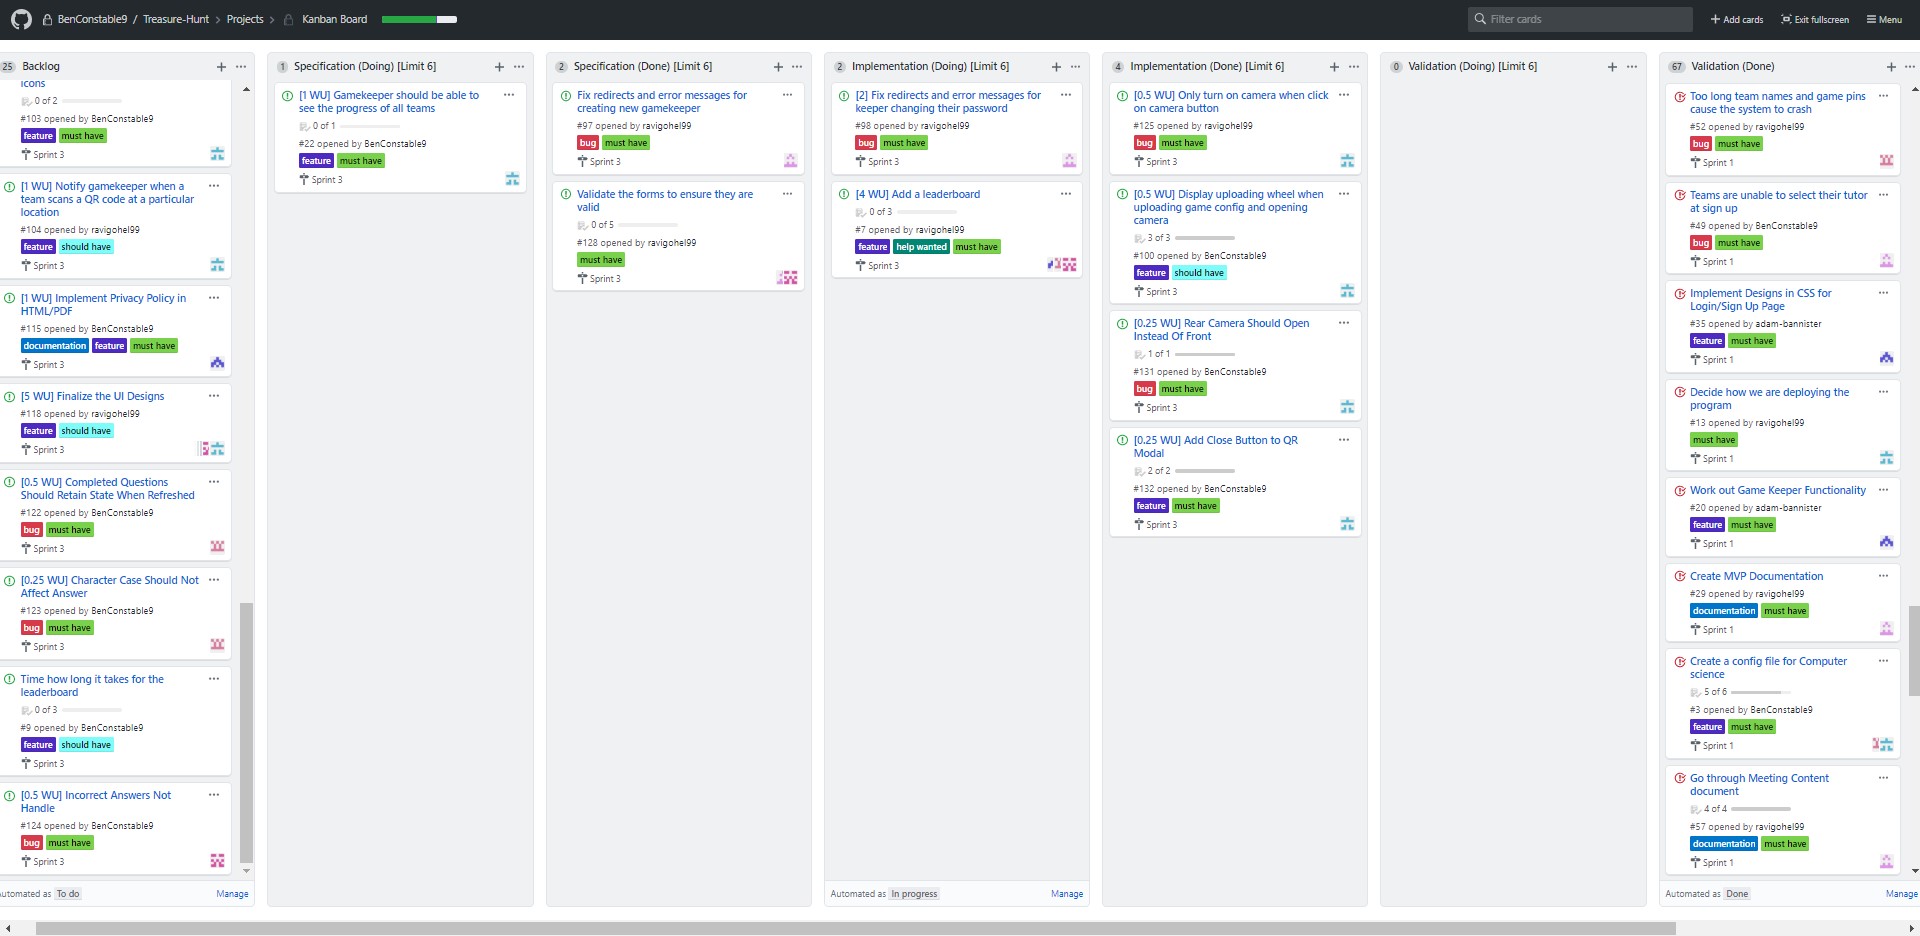 BenConstable9 / Treasure-Hunt Projects Kanban Board Filter cards Add cards Exit fullscreen Menu
25 Backlog
Icons
0 of 2
#103 opened by BenConstable9
feature must have
Sprint 3
[1 WU] Notify gamekeeper when a
team scans a QR code at a particular
location
#104 opened by ravigohel99
feature should have
Sprint 3
[1 WU] Implement Privacy Policy in
HTML/PDF
#115 opened by BenConstable9
documentation feature must have
Sprint 3
[5 WU] Finalize the UI Designs
#118 opened by ravigohel99
feature should have
Sprint 3
[0.5 WU] Completed Questions
Should Retain State When Refreshed
#122 opened by BenConstable9
bug must have
Sprint 3
[0.25 WU] Character Case Should Not
Affect Answer
#123 opened by BenConstable9
bug must have
Sprint 3
Time how long it takes for the
leaderboard
0 of 3
#9 opened by BenConstable9
feature should have
Sprint 3
[0.5 WU] Incorrect Answers Not
Handle
#124 opened by BenConstable9
bug must have
Sprint 3
utomated as To do Manage
1 Specification (Doing) [Limit 6]
[1 WU] Gamekeeper should be able to
see the progress of all teams
0 of 1
#22 opened by BenConstable9
feature must have
Sprint 3
2 Specification (Done) [Limit 6]
Fix redirects and error messages for
creating new gamekeeper
#97 opened by ravigohel99
bug must have
Sprint 3
Validate the forms to ensure they are
valid
0 of 5
#128 opened by ravigohel99
must have
Sprint 3
2 Implementation (Doing) [Limit 6]
[2] Fix redirects and error messages for
keeper changing their password
#98 opened by ravigohel99
bug must have
Sprint 3
[4 WU] Add a leaderboard
0 of 3
#7 opened by ravigohel99
feature help wanted must have
Sprint 3
Automated as In progress Manage
4 Implementation (Done) [Limit 6]
[0.5 WU] Only turn on camera when click
on camera button
#125 opened by ravigohel99
bug must have
Sprint 3
[0.5 WU] Display uploading wheel when
uploading game config and opening
camera
3 of 3
#100 opened by BenConstable9
feature should have
Sprint 3
[0.25 WU] Rear Camera Should Open
Instead Of Front
1 of 1
#131 opened by BenConstable9
bug must have
Sprint 3
[0.25 WU] Add Close Button to QR
Modal
2 of 2
#132 opened by BenConstable9
feature must have
Sprint 3
0 Validation (Doing) [Limit 6]
67 Validation (Done)
Too long team names and game pins
cause the system to crash
#52 opened by ravigohel99
bug must have
Sprint 1
Teams are unable to select their tutor
at sign up
#49 opened by BenConstable9
bug must have
Sprint 1
Implement Designs in CSS for
Login/Sign Up Page
#35 opened by adam-bannister
feature must have
Sprint 1
Decide how we are deploying the
program
#13 opened by ravigohel99
must have
Sprint 1
Work out Game Keeper Functionality
#20 opened by adam-bannister
feature must have
Sprint 1
Create MVP Documentation
#29 opened by ravigohel99
documentation must have
Sprint 1
Create a config file for Computer
science
5 of 6
#3 opened by BenConstable9
feature must have
Sprint 1
Go through Meeting Content
document
4 of 4
#57 opened by ravigohel99
documentation must have
Sprint 1
Automated as Done Manage